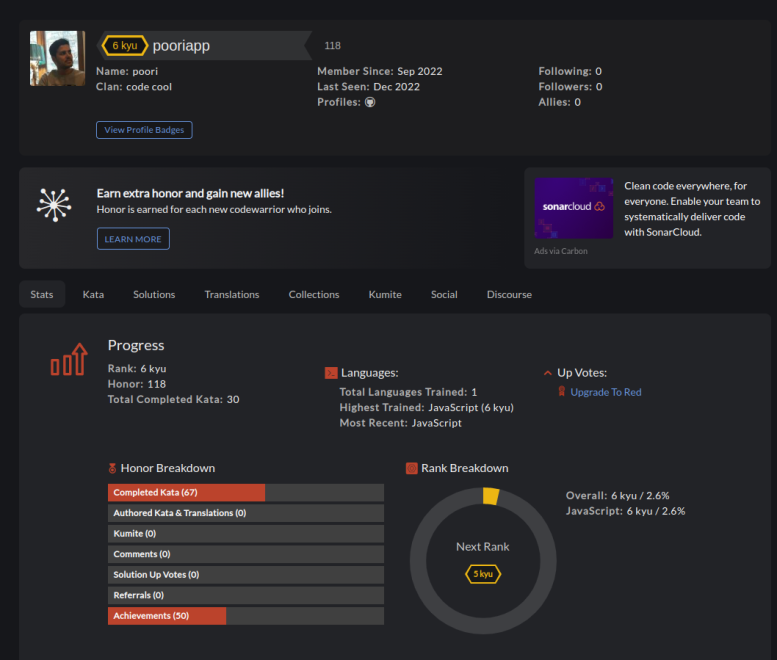 6 kyu pooriapp 118
Name: poori
Clan: code cool
Member Since: Sep 2022
Last Seen: Dec 2022
Profiles:
Following: 0
Followers: 0
Allies: 0
View Profile Badges
Earn extra honor and gain new allies!
Honor is earned for each new codewarrior who joins.
LEARN MORE
sonarcloud
Clean code everywhere, for
everyone. Enable your team to
systematically deliver code
with SonarCloud.
Ads via Carbon
Stats Kata Solutions Translations Collections Kumite Social Discourse
Progress
Rank: 6 kyu
Honor: 118
Total Completed Kata: 30
Languages:
Total Languages Trained: 1
Highest Trained: JavaScript (6 kyu)
Most Recent: JavaScript
Up Votes:
Upgrade To Red
Honor Breakdown
Completed Kata (67)
Authored Kata & Translations (0)
Kumite (0)
Comments (0)
Solution Up Votes (0)
Referrals (0)
Achievements (50)
Rank Breakdown
Next Rank
5 kyu
Overall: 6 kyu / 2.6%
JavaScript: 6 kyu / 2.6%